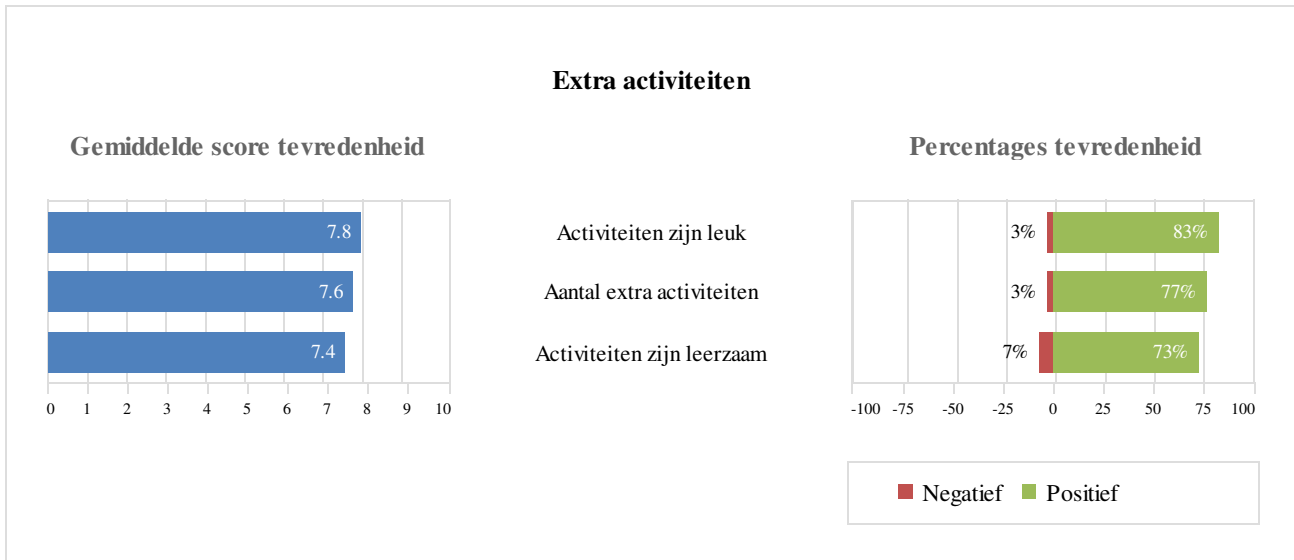 Extra activiteiten
Gemiddelde score tevredenheid
Percentages tevredenheid
7.8
Activiteiten zijn leuk
3%
83%
7.6
Aantal extra activiteiten
3%
77%
7.4
Activiteiten zijn leerzaam
7%
73%
0 1 2 3 4 5 6 7 8 9 10
-100 -75 -50 -25 0 25 50 75 100
Negatief Positief